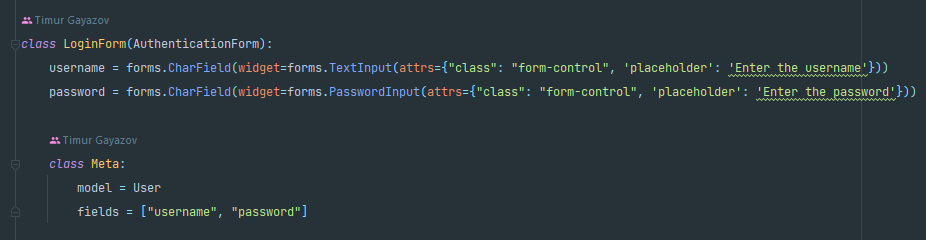 Timur Gayazov
class LoginForm(AuthenticationForm):
    username = forms.CharField(widget=forms.TextInput(attrs={"class": "form-control", 'placeholder': 'Enter the username'}))
    password = forms.CharField(widget=forms.PasswordInput(attrs={"class": "form-control", 'placeholder': 'Enter the password'}))
    Timur Gayazov
    class Meta:
        model = User
        fields = ["username", "password"]